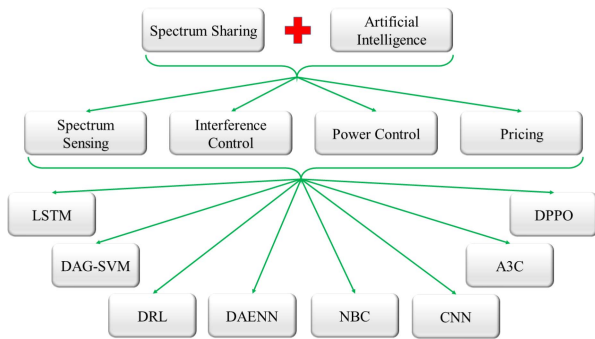 Spectrum Sharing
Artificial
Intelligence
Spectrum
Sensing
Interference
Control
Power Control
Pricing
LSTM
DPPO
DAG-SVM
A3C
DRL
DAENN
NBC
CNN